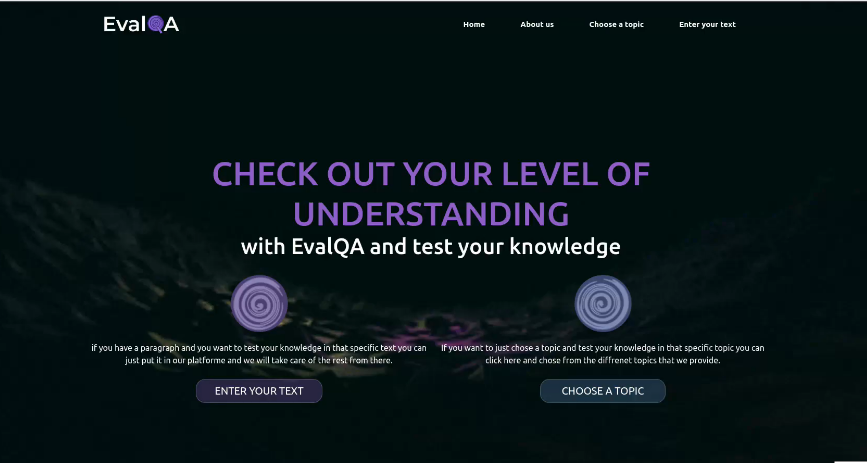 EvalQA
Home About us Choose a topic Enter your text
CHECK OUT YOUR LEVEL OF
UNDERSTANDING
with EvalQA and test your knowledge
if you have a paragraph and you want to test your knowledge in that specific text you can
just put it in our platforme and we will take care of the rest from there.
ENTER YOUR TEXT
If you want to just chose a topic and test your knowledge in that specific topic you can
click here and chose from the diffrenet topics that we provide.
CHOOSE A TOPIC